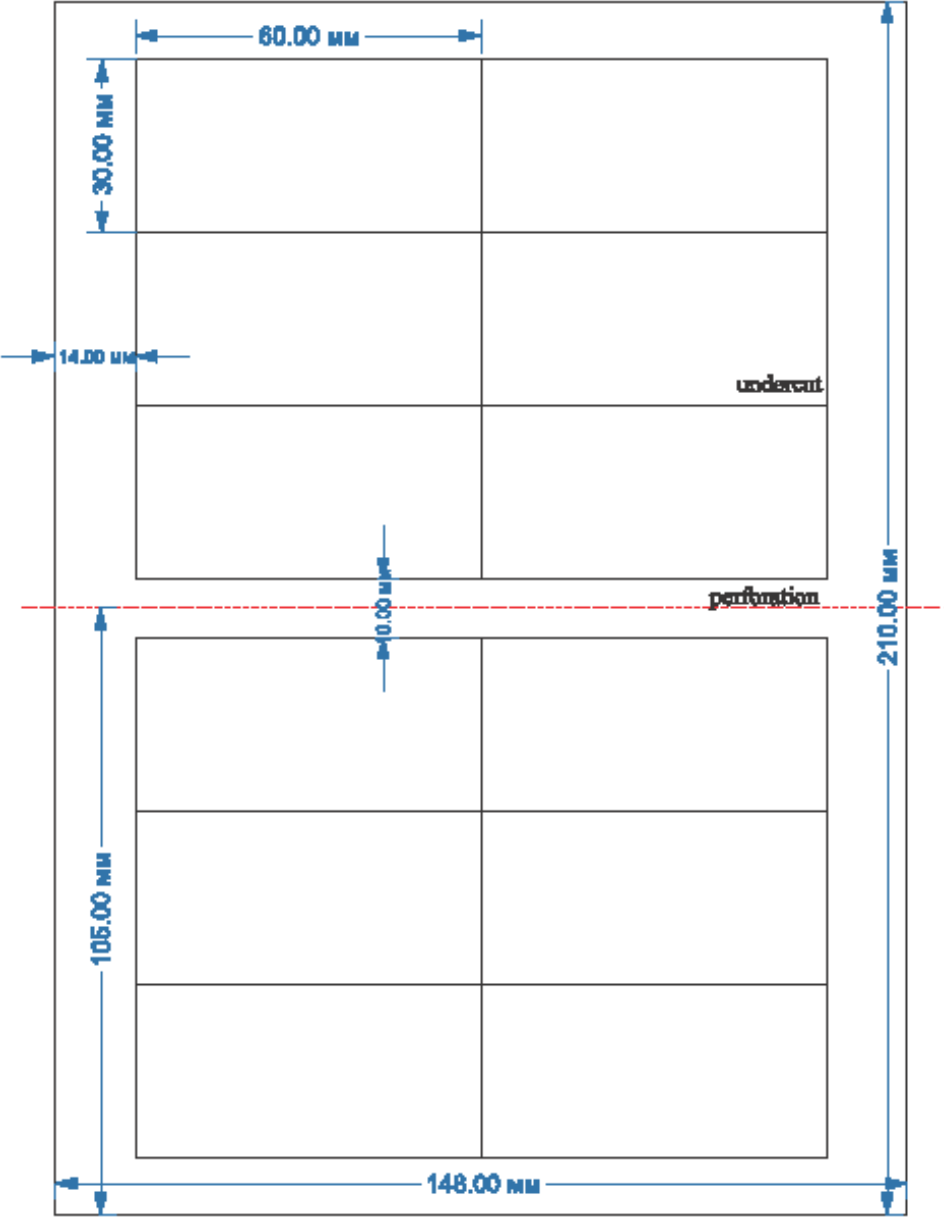 60.00 мм
30.00 мм
14.00 мм
undercut
10.00 мм
perforation
210.00 мм
105.00 мм
148.00 мм